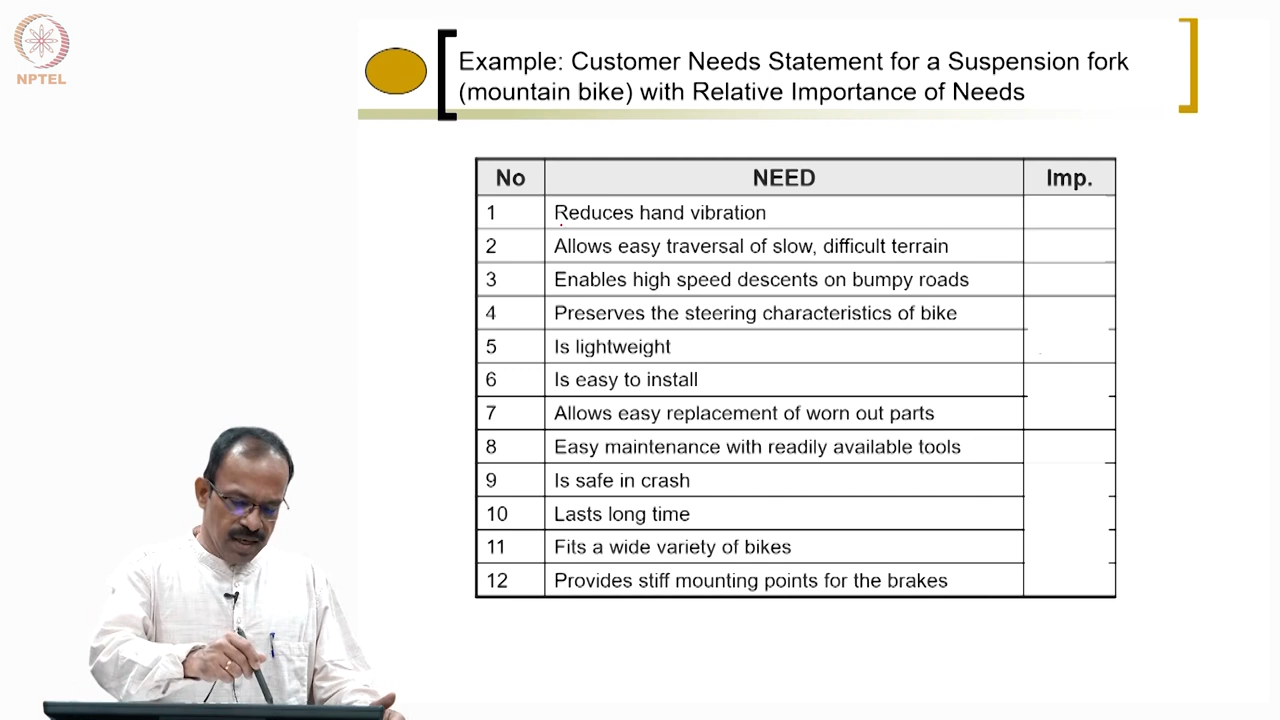 NPTEL
Example: Customer Needs Statement for a Suspension fork
(mountain bike) with Relative Importance of Needs
No NEED Imp.
1 Reduces hand vibration
2 Allows easy traversal of slow, difficult terrain
3 Enables high speed descents on bumpy roads
4 Preserves the steering characteristics of bike
5 Is lightweight
6 Is easy to install
7 Allows easy replacement of worn out parts
8 Easy maintenance with readily available tools
9 Is safe in crash
10 Lasts long time
11 Fits a wide variety of bikes
12 Provides stiff mounting points for the brakes